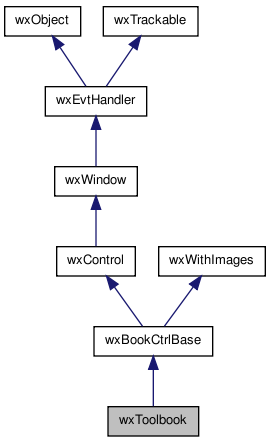 wxObject
wxTrackable
wxEvtHandler
wxWindow
wxControl
wxWithImages
wxBookCtrlBase
wxToolbook